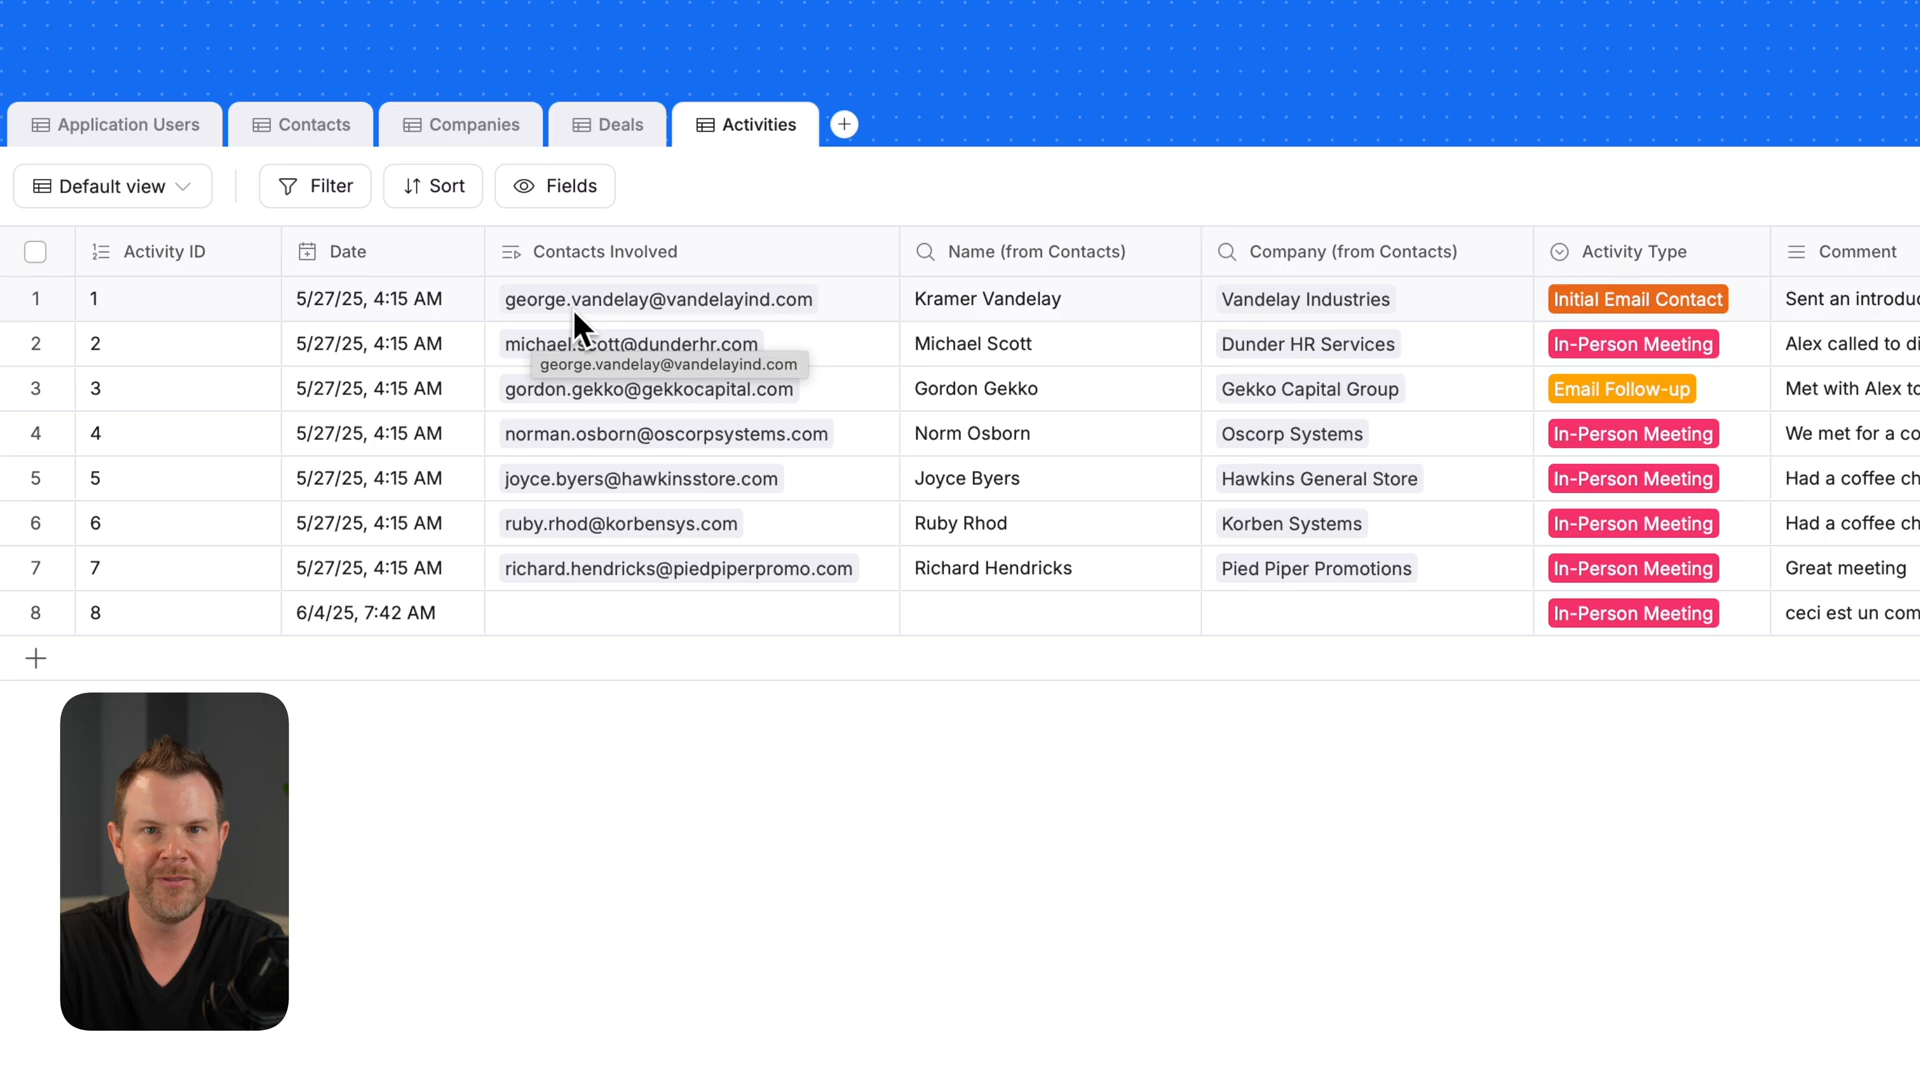 Application Users Contacts Companies Deals Activities
Default view Filter Sort Fields
Activity ID Date Contacts Involved Name (from Contacts) Company (from Contacts) Activity Type Comment
1 1 5/27/25, 4:15 AM george.vandelay@vandelayind.com Kramer Vandelay Vandelay Industries Initial Email Contact Sent an introduc
2 2 5/27/25, 4:15 AM michael.scott@dunderhr.com Michael Scott Dunder HR Services In-Person Meeting Alex called to di
george.vandelay@vandelayind.com
3 3 5/27/25, 4:15 AM gordon.gekko@gekkocapital.com Gordon Gekko Gekko Capital Group Email Follow-up Met with Alex to
4 4 5/27/25, 4:15 AM norman.osborn@oscorpsystems.com Norm Osborn Oscorp Systems In-Person Meeting We met for a co
5 5 5/27/25, 4:15 AM joyce.byers@hawkinsstore.com Joyce Byers Hawkins General Store In-Person Meeting Had a coffee ch
6 6 5/27/25, 4:15 AM ruby.rhod@korbensys.com Ruby Rhod Korben Systems In-Person Meeting Had a coffee ch
7 7 5/27/25, 4:15 AM richard.hendricks@piedpiperpromo.com Richard Hendricks Pied Piper Promotions In-Person Meeting Great meeting
8 8 6/4/25, 7:42 AM In-Person Meeting ceci est un com